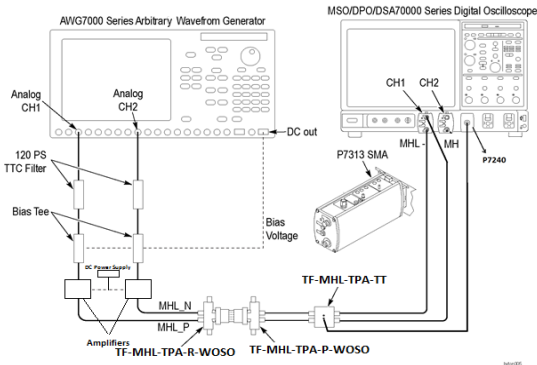 AWG7000 Series Arbitrary Wavefrom Generator
MSO/DPO/DSA70000 Series Digital Oscilloscope
Analog
CH1
Analog
CH2
DC out
CH1
CH2
MHL -
MH
P7240
P7313 SMA
120 PS
TTC Filter
Bias Tee
Bias
Voltage
DC Power Supply
Amplifiers
MHL_N
MHL_P
TF-MHL-TPA-TT
TF-MHL-TPA-R-WOSO
TF-MHL-TPA-P-WOSO